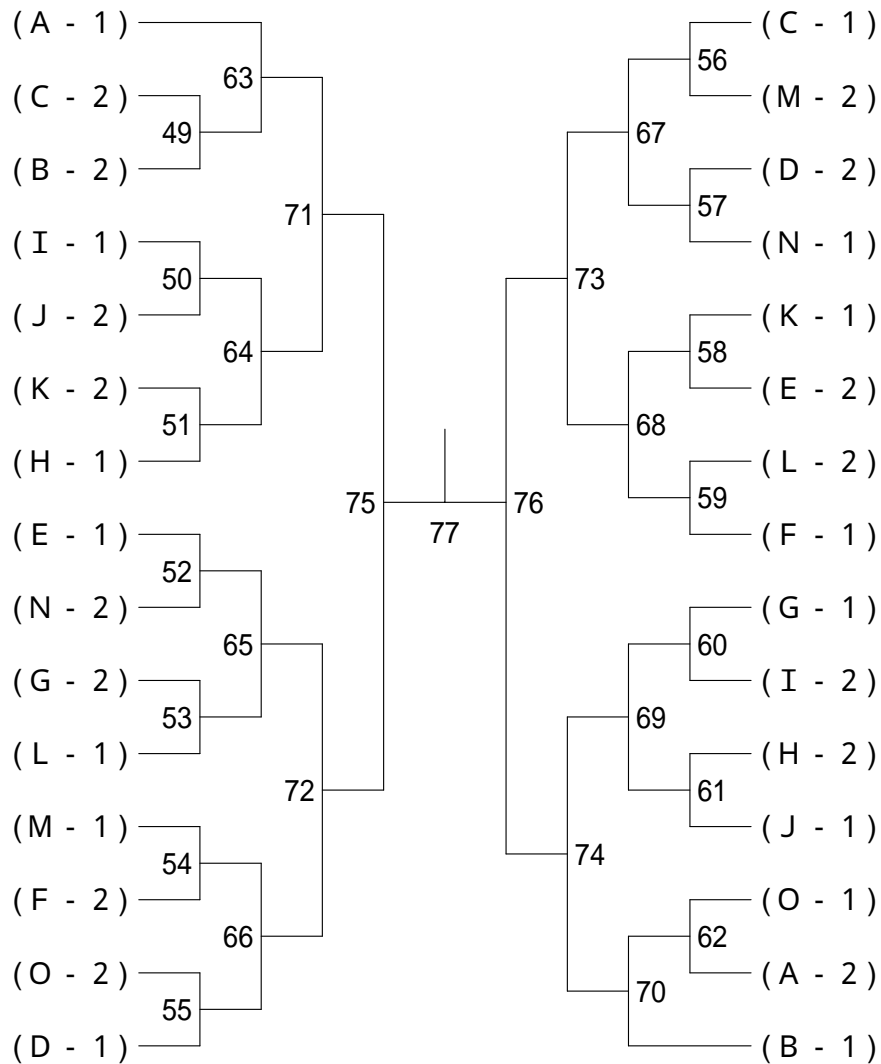 (A - 1) (C - 1)
63 56
(C - 2) (M - 2)
49 67
(B - 2) (D - 2)
71 57
(I - 1) (N - 1)
50 73
(J - 2) (K - 1)
64 58
(K - 2) (E - 2)
51 68
(H - 1) (L - 2)
75 76 59
(E - 1) 77 (F - 1)
52
(N - 2) (G - 1)
65 60
(G - 2) (I - 2)
53 69
(L - 1) (H - 2)
72 61
(M - 1) (J - 1)
54 74
(F - 2) (O - 1)
66 62
(O - 2) (A - 2)
55 70
(D - 1) (B - 1)